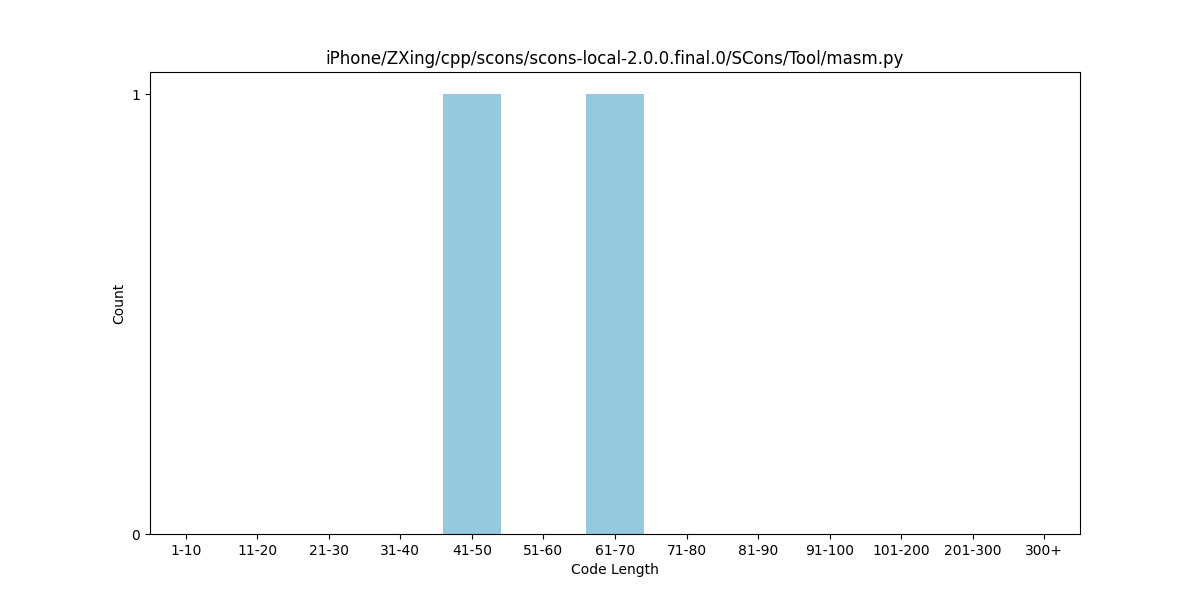 iPhone/ZXing/cpp/scons/scons-local-2.0.0.final.0/SCons/Tool/masm.py
1
Count
0
1-10 11-20 21-30 31-40 41-50 51-60 61-70 71-80 81-90 91-100 101-200 201-300 300+
Code Length